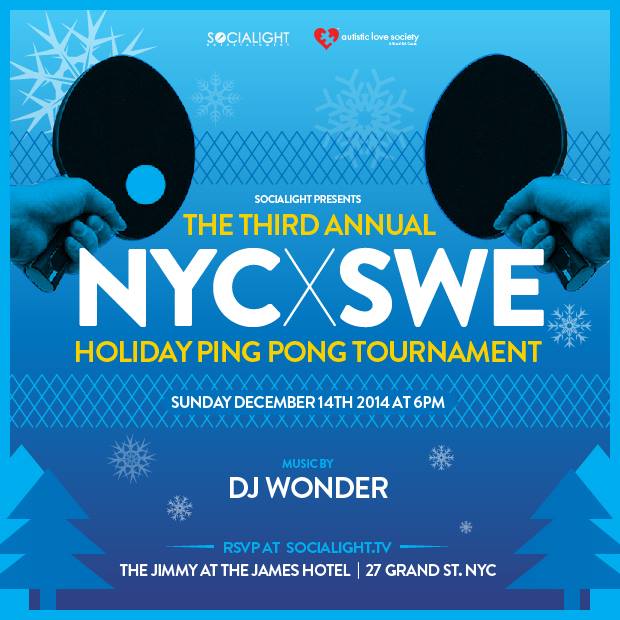 SOCIALIGHT
ENTERTAINMENT
autistic love society
SOCIALIGHT PRESENTS
THE THIRD ANNUAL
NYC X SWE
HOLIDAY PING PONG TOURNAMENT
SUNDAY DECEMBER 14TH 2014 AT 6PM
MUSIC BY
DJ WONDER
RSVP AT SOCIALIGHT.TV
THE JIMMY AT THE JAMES HOTEL | 27 GRAND ST. NYC